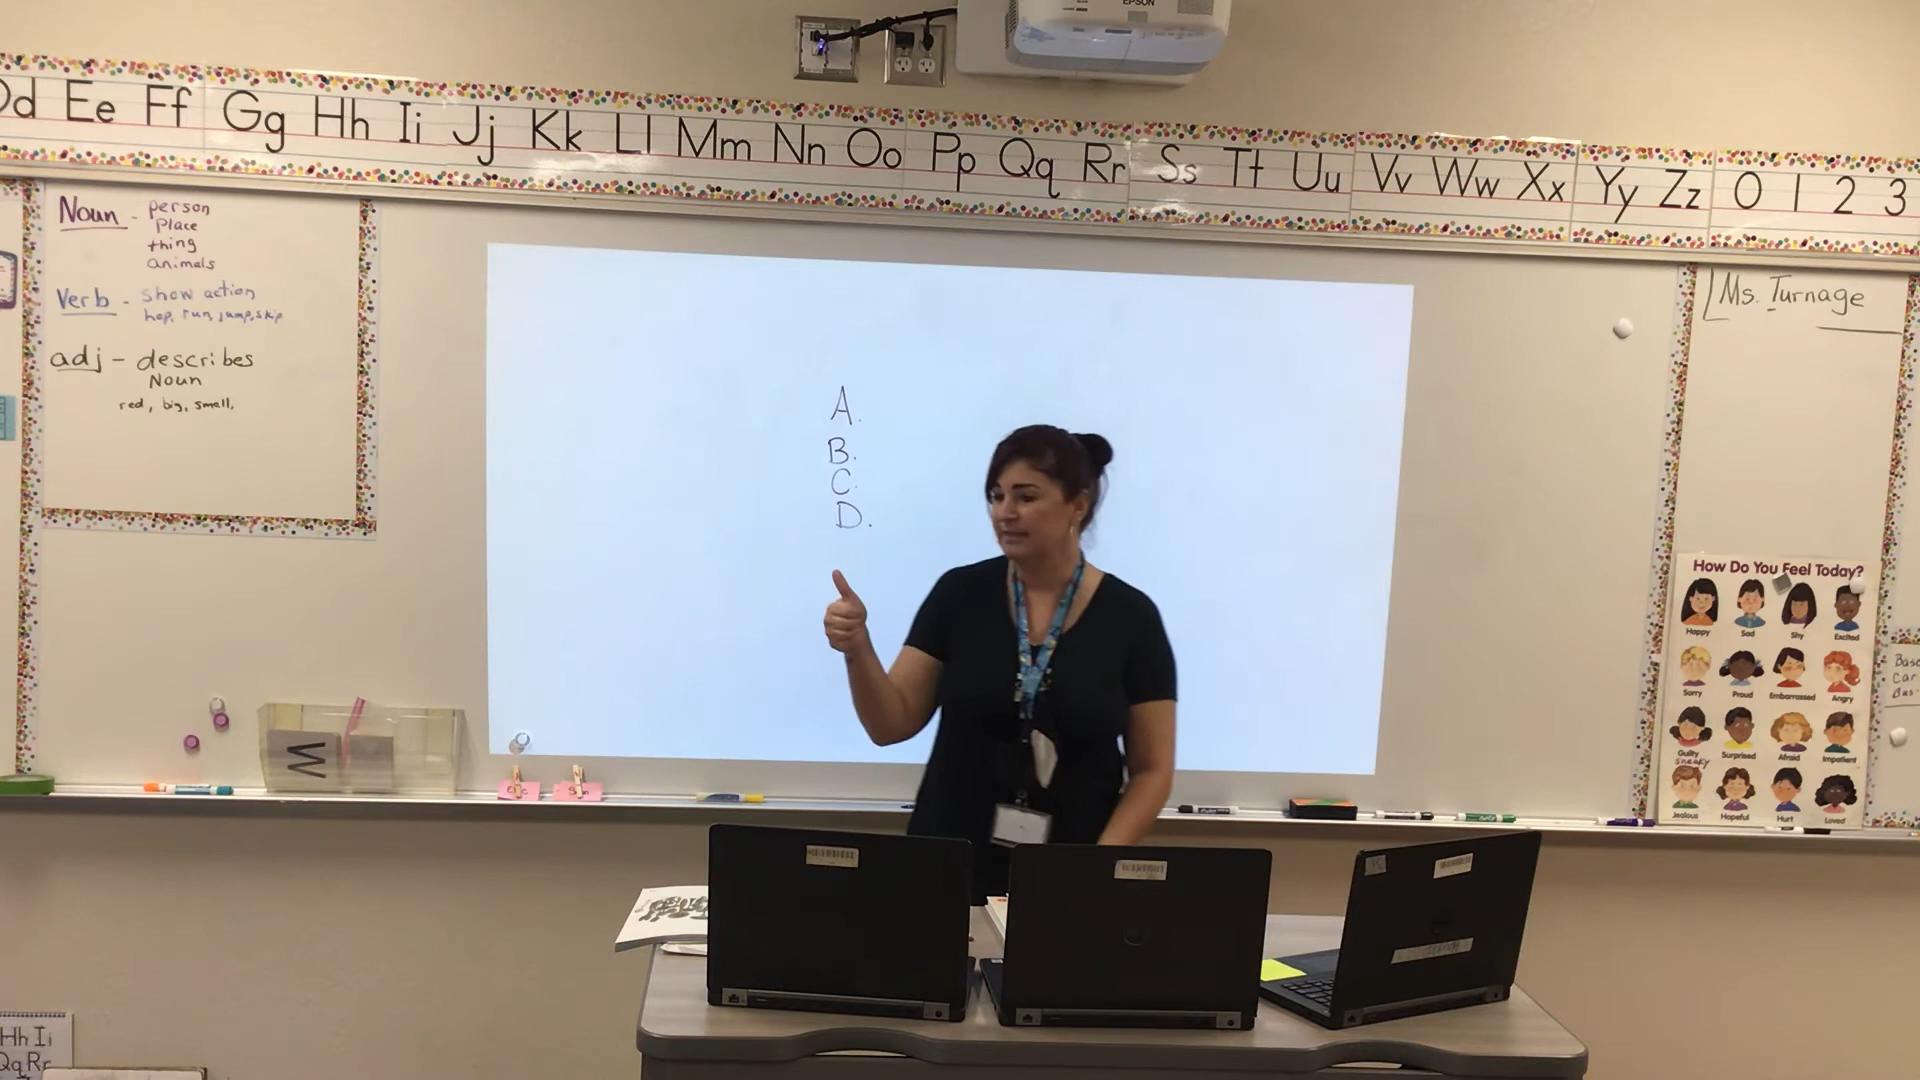 EPSON
Dd Ee Ff Gg Hh Ii Jj Kk Ll Mm Nn Oo Pp Qq Rr Ss Tt Uu Vv Ww Xx Yy Zz 0 1 2 3
Noun - person
Place
thing
animals
Verb - show action
hop, run, jump, skip
adj - describes
Noun
red, big, small,
A.
B.
C.
D.
Ms. Turnage
How Do You Feel Today?
Happy Sad Shy Excited
Sorry Proud Embarrassed Angry
Guilty Surprised Afraid Impatient
sneaky
Jealous Hopeful Hurt Loved
Car
Bus
W
Hh Ii
Qq Rr